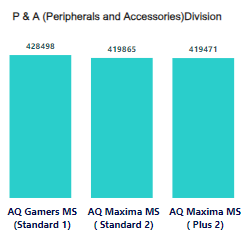 P & A (Peripherals and Accessories)Division
428498 419865 419471
AQ Gamers MS AQ Maxima MS AQ Maxima MS
(Standard 1) ( Standard 2) ( Plus 2)